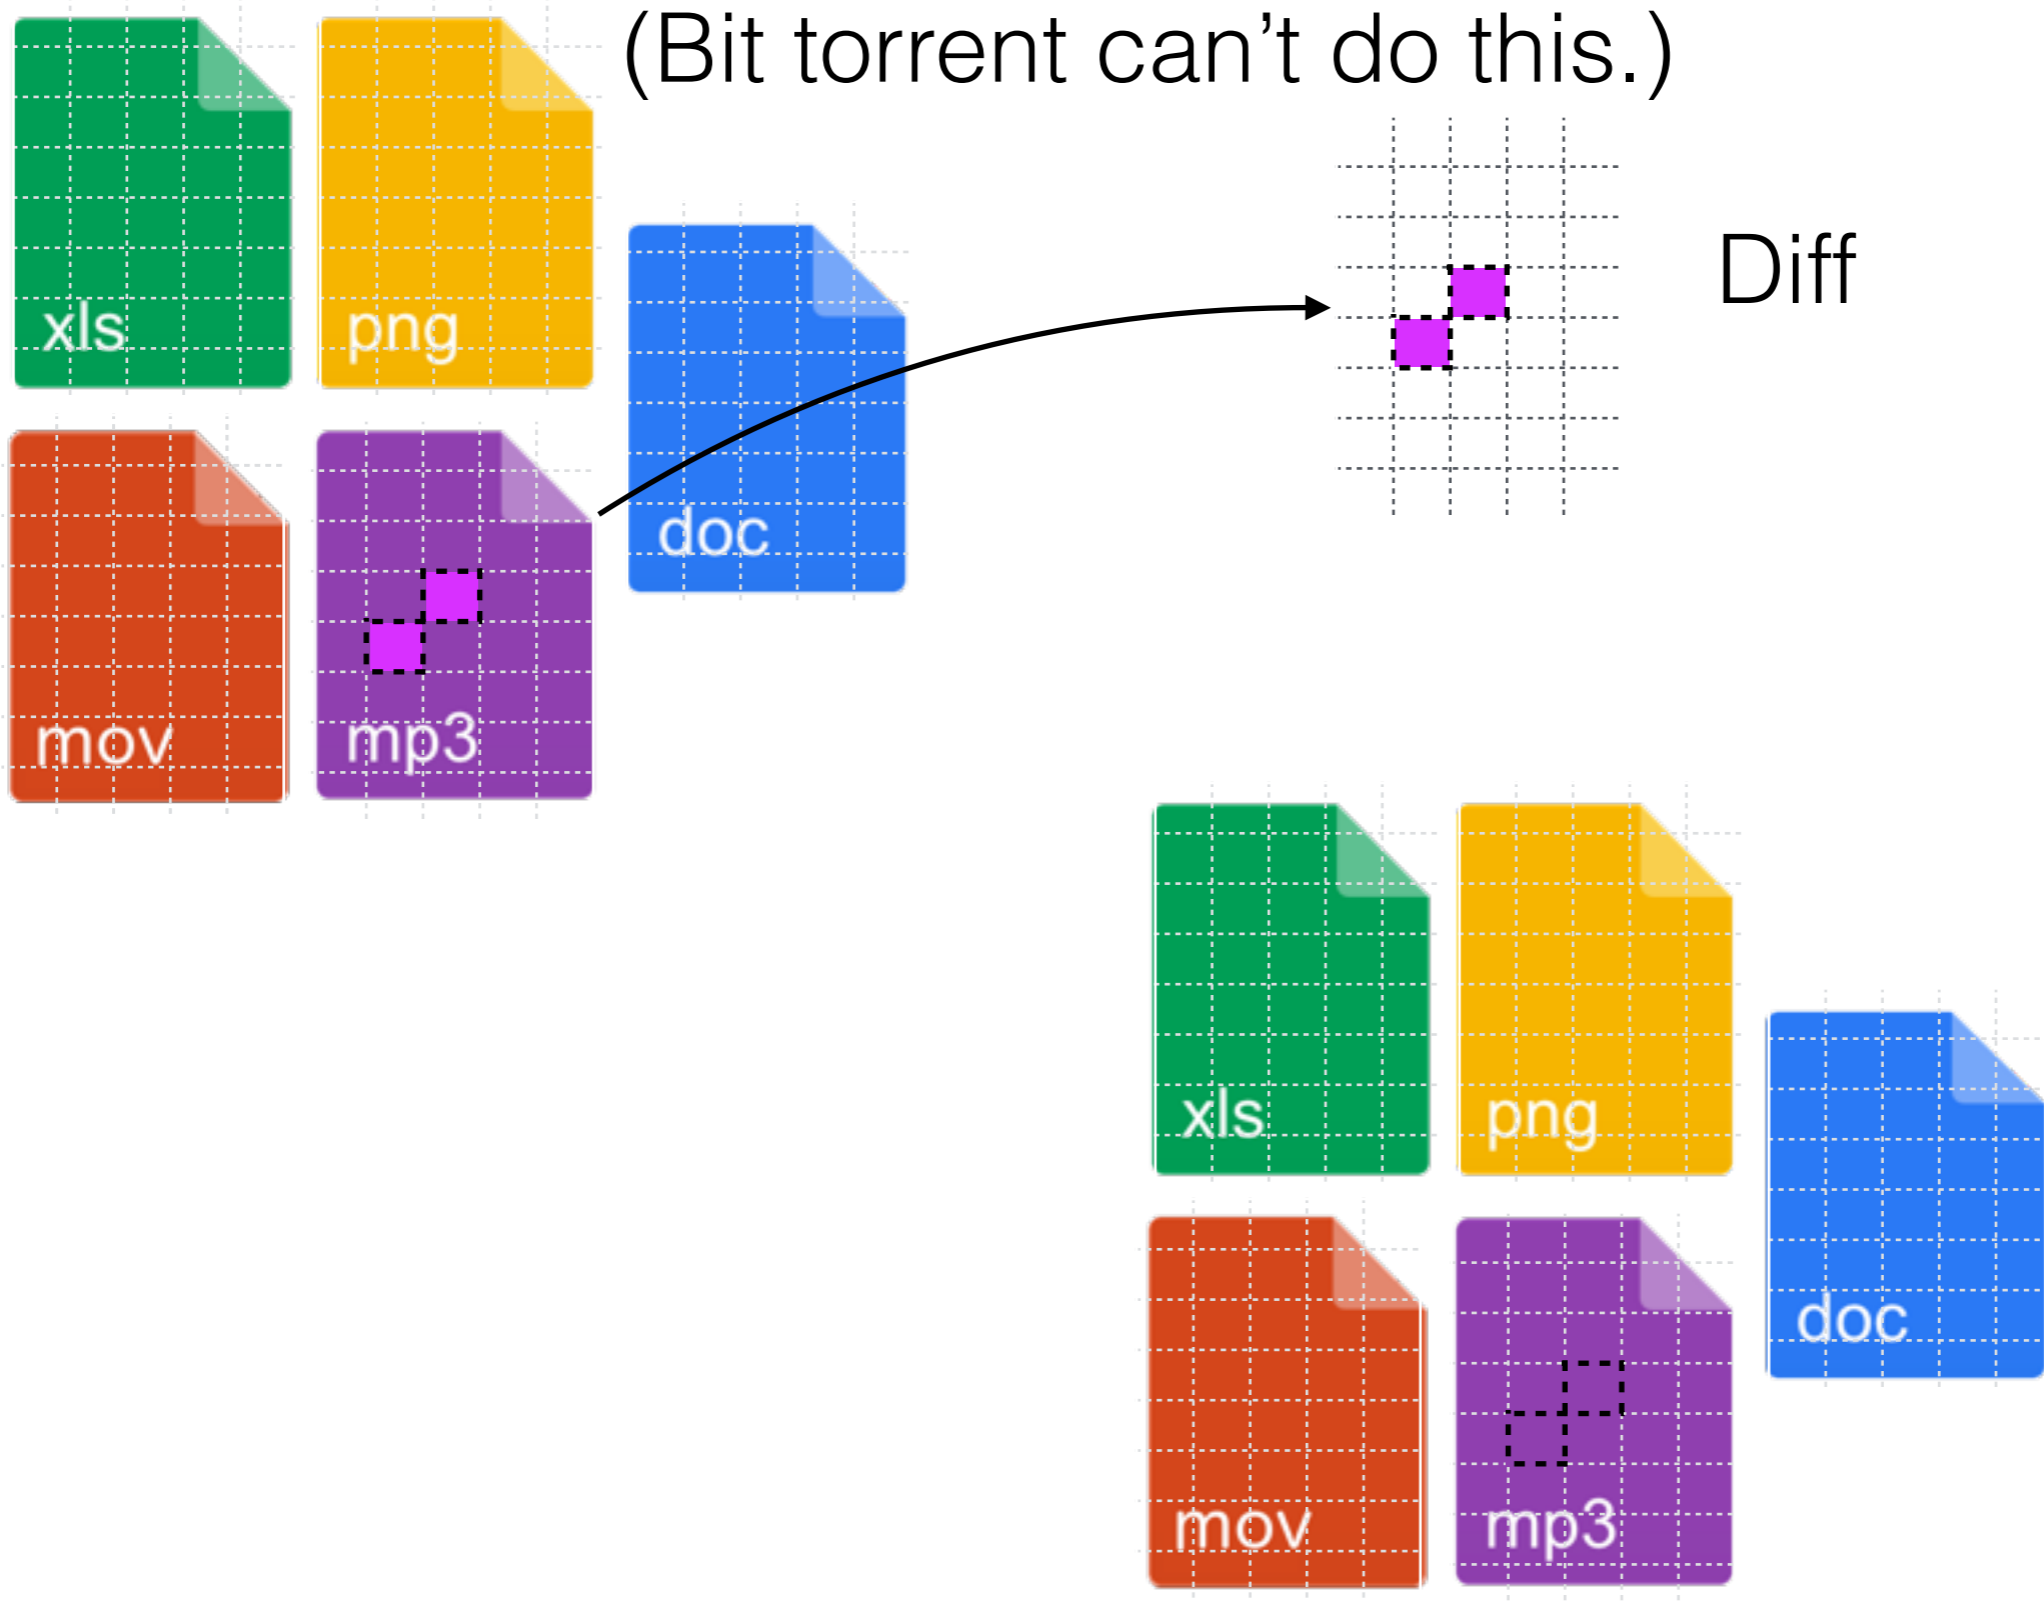 (Bit torrent can’t do this.)
xls
png
Diff
doc
mov
mp3
xls
png
doc
mov
mp3